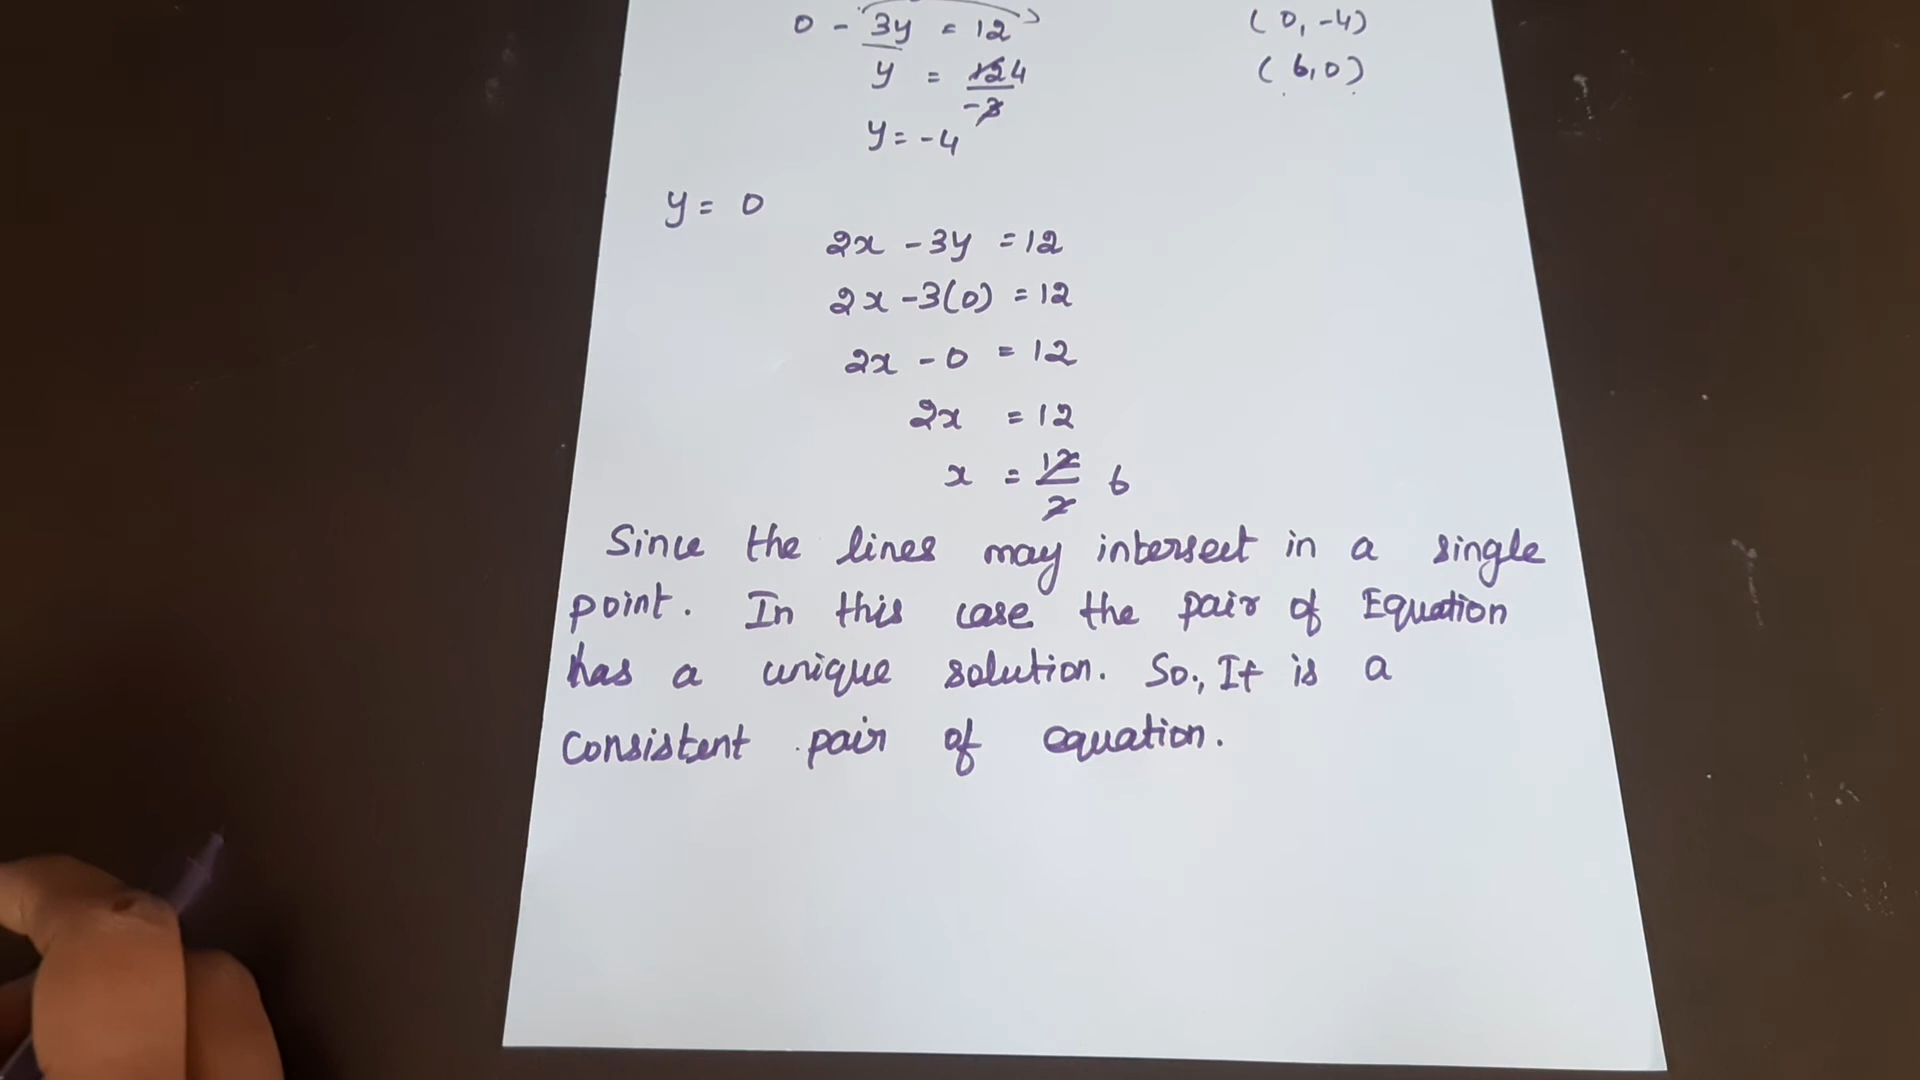 0 - 3y = 12 (0, -4)
y = 12 4 (6, 0)
-3
y = -4
y = 0
2x - 3y = 12
2x - 3(0) = 12
2x - 0 = 12
2x = 12
x = 12 6
2
Since the lines may intersect in a single
point. In this case the pair of Equation
has a unique solution. So., It is a
Consistent pair of equation.